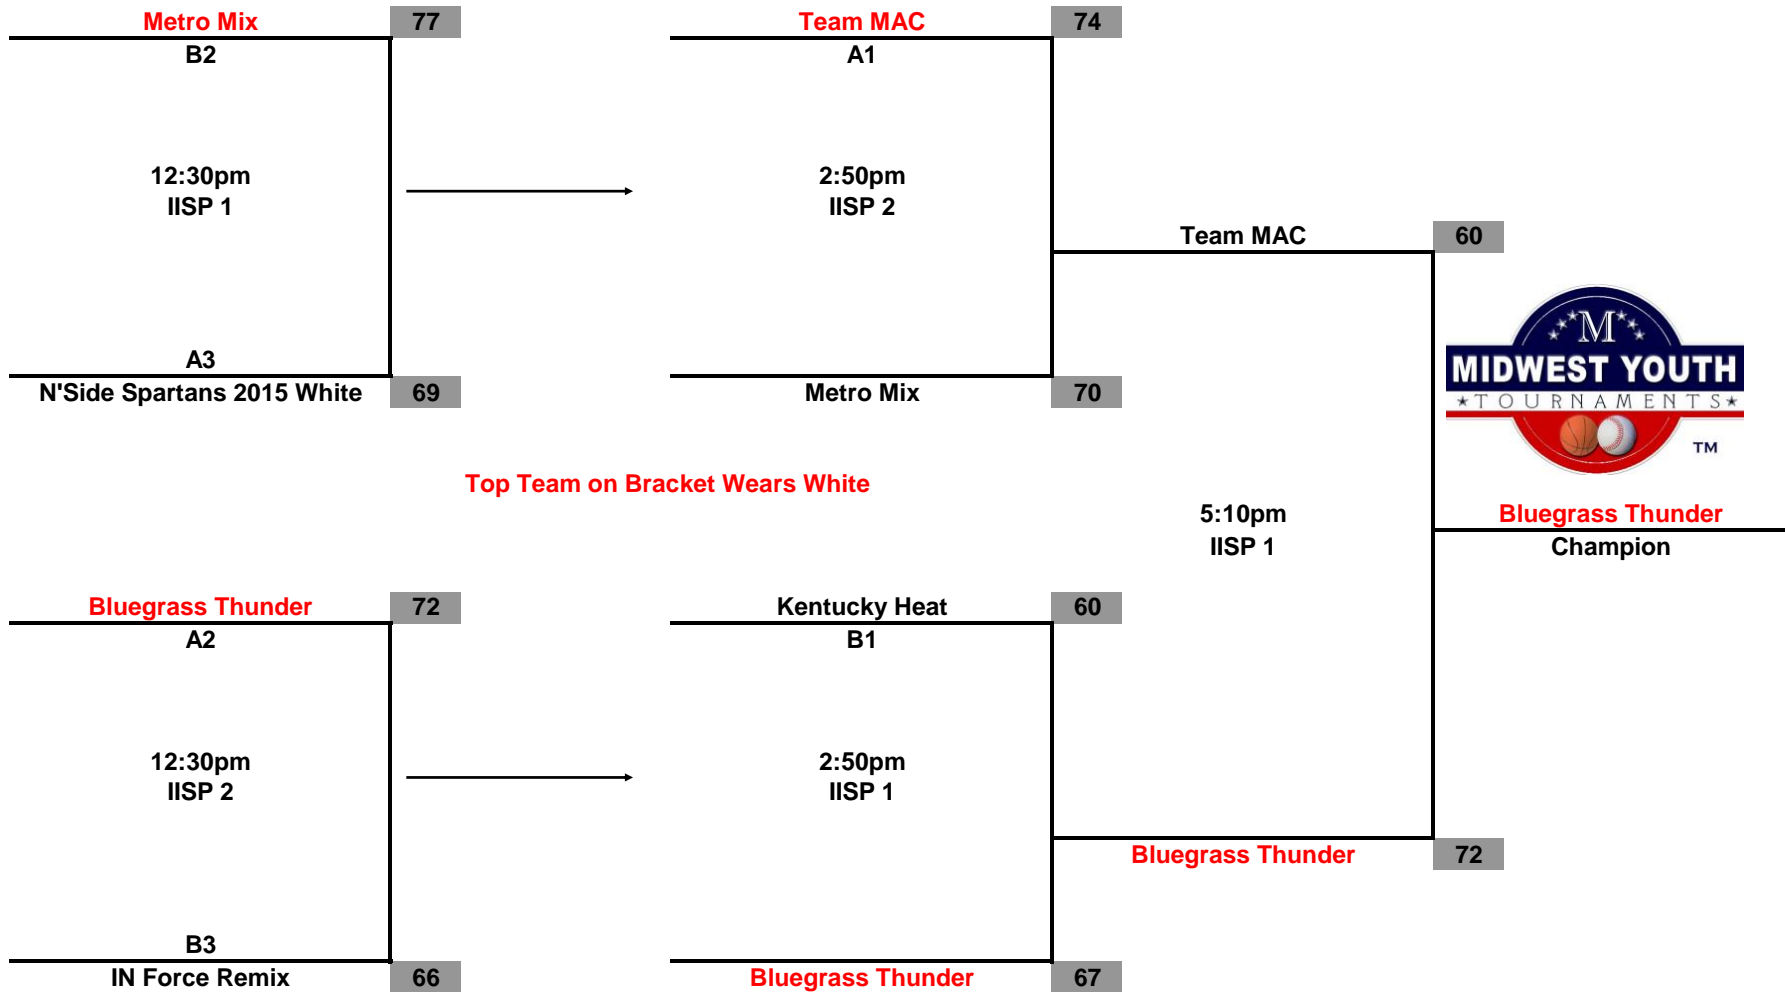 Metro Mix 77
B2
12:30pm
IISP 1
A3
N'Side Spartans 2015 White 69
Team MAC 74
A1
2:50pm
IISP 2
Metro Mix 70
Team MAC 60
M
MIDWEST YOUTH
TOURNAMENTS
TM
Top Team on Bracket Wears White
5:10pm
IISP 1
Bluegrass Thunder
Champion
Bluegrass Thunder 72
A2
12:30pm
IISP 2
B3
IN Force Remix 66
Kentucky Heat 60
B1
2:50pm
IISP 1
Bluegrass Thunder 67
Bluegrass Thunder 72